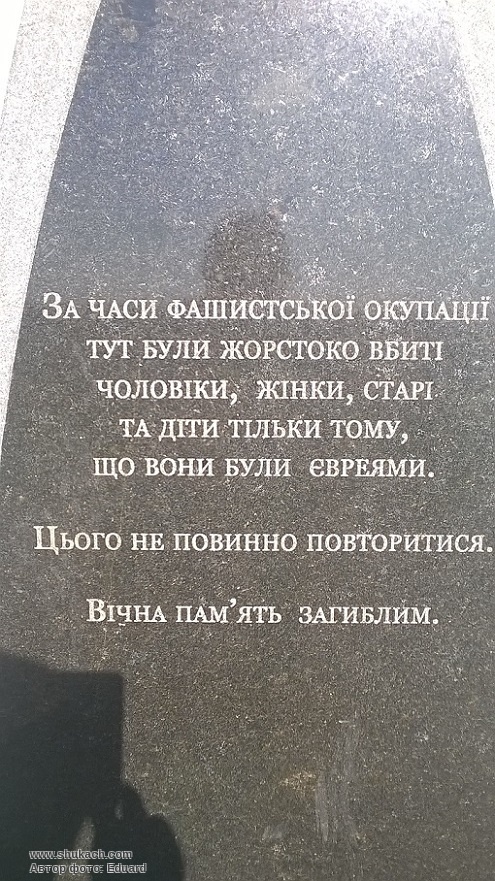 За часи фашистської окупації
тут були жорстоко вбиті
чоловіки, жінки, старі
та діти тільки тому,
що вони були євреями.
Цього не повинно повторитися.
Вічна пам'ять загиблим.
www.shukach.com
Автор фото: Eduard